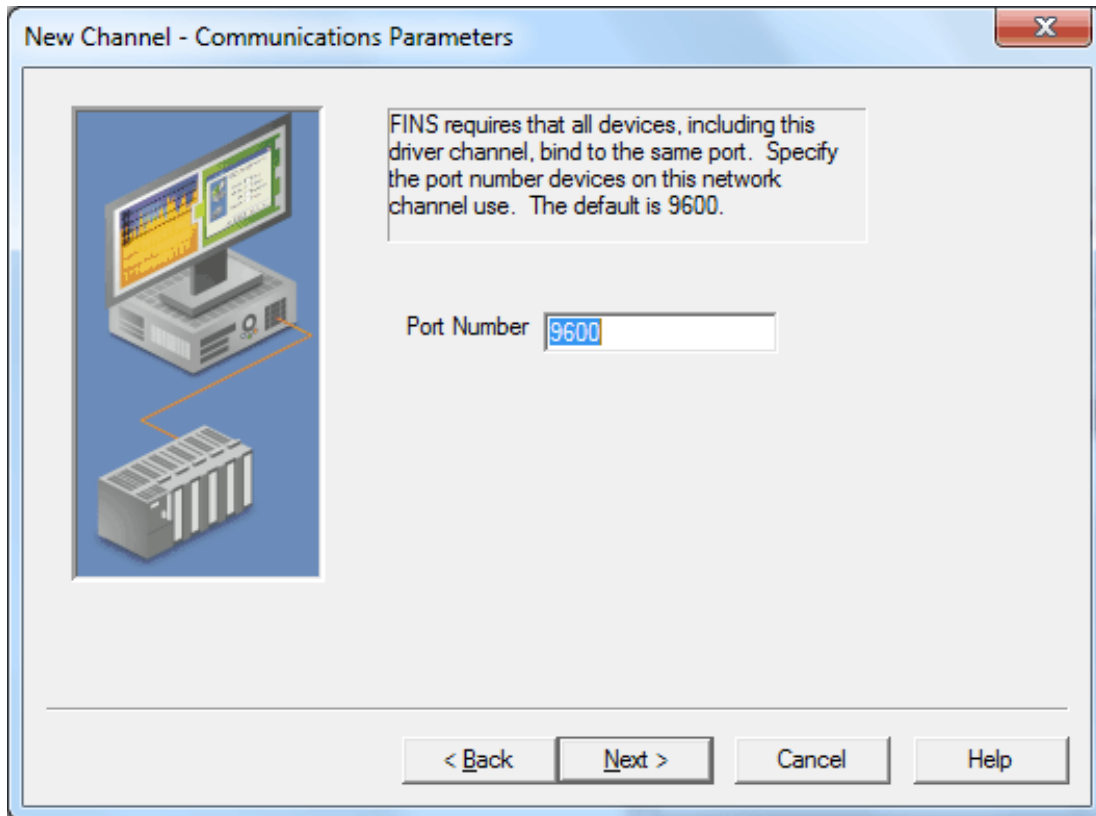 New Channel - Communications Parameters
FINS requires that all devices, including this
driver channel, bind to the same port. Specify
the port number devices on this network
channel use. The default is 9600.
Port Number 9600
< Back Next > Cancel Help